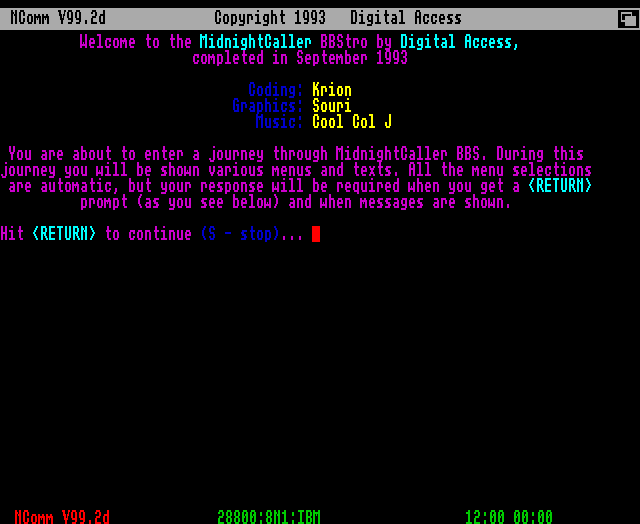 NComm V99.2d Copyright 1993 Digital Access
Welcome to the MidnightCaller BBStro by Digital Access,
completed in September 1993
Coding: Krion
Graphics: Souri
Music: Cool Col J
You are about to enter a journey through MidnightCaller BBS. During this
journey you will be shown various menus and texts. All the menu selections
are automatic, but your response will be required when you get a <RETURN>
prompt (as you see below) and when messages are shown.
Hit <RETURN> to continue (S - stop)...
NComm V99.2d 28800:8N1:IBM 12:00 00:00